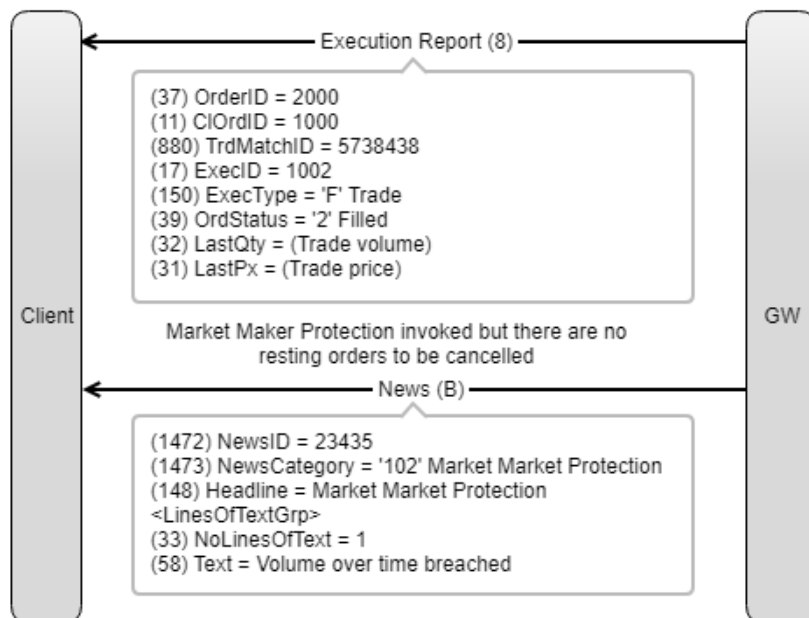 Execution Report (8)
(37) OrderID = 2000
(11) ClOrdID = 1000
(880) TrdMatchID = 5738438
(17) ExecID = 1002
(150) ExecType = 'F' Trade
(39) OrdStatus = '2' Filled
(32) LastQty = (Trade volume)
(31) LastPx = (Trade price)
Client
GW
Market Maker Protection invoked but there are no
resting orders to be cancelled
News (B)
(1472) NewsID = 23435
(1473) NewsCategory = '102' Market Market Protection
(148) Headline = Market Market Protection
<LinesOfTextGrp>
(33) NoLinesOfText = 1
(58) Text = Volume over time breached